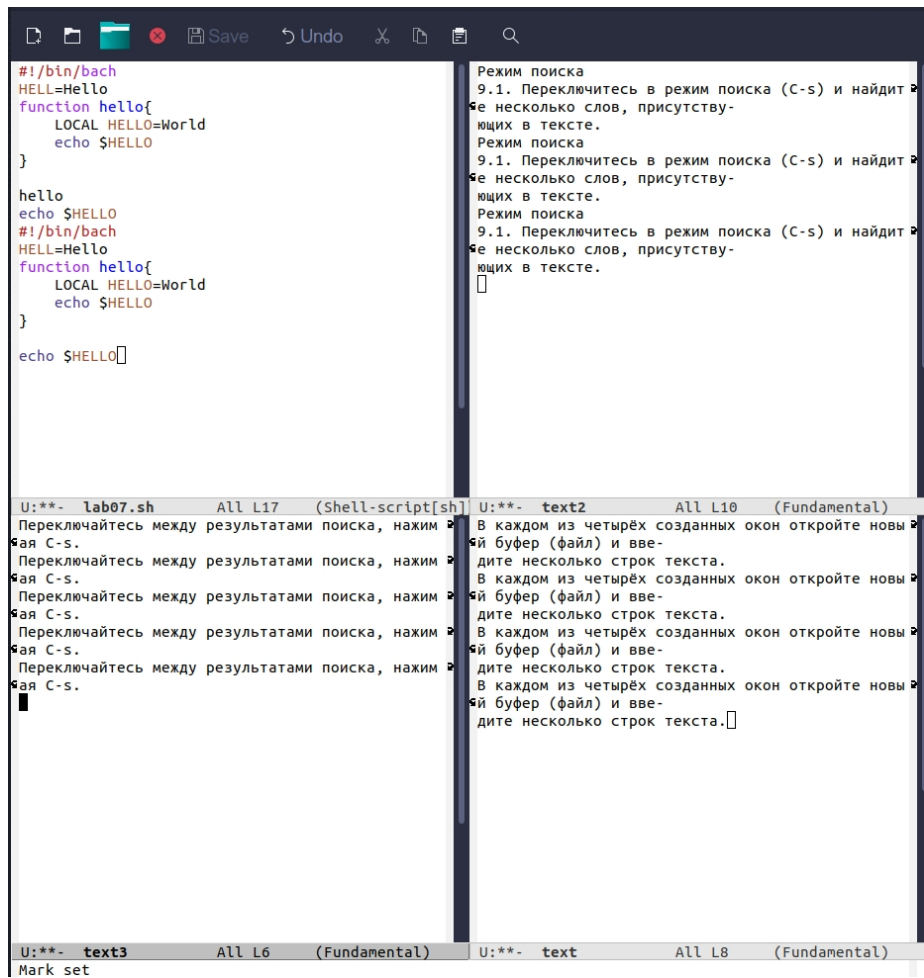 Save Undo
#!/bin/bach
HELL=Hello
function hello{
    LOCAL HELLO=World
    echo $HELLO
}
hello
echo $HELLO
#!/bin/bach
HELL=Hello
function hello{
    LOCAL HELLO=World
    echo $HELLO
}
echo $HELLO
U:**-  lab07.sh       All L17    (Shell-script[sh]
Режим поиска
9.1. Переключитесь в режим поиска (C-s) и найдит
е несколько слов, присутству-
ющих в тексте.
Режим поиска
9.1. Переключитесь в режим поиска (C-s) и найдит
е несколько слов, присутству-
ющих в тексте.
Режим поиска
9.1. Переключитесь в режим поиска (C-s) и найдит
е несколько слов, присутству-
ющих в тексте.
U:**-  text2          All L10    (Fundamental)
Переключайтесь между результатами поиска, нажим
ая C-s.
Переключайтесь между результатами поиска, нажим
ая C-s.
Переключайтесь между результатами поиска, нажим
ая C-s.
Переключайтесь между результатами поиска, нажим
ая C-s.
Переключайтесь между результатами поиска, нажим
ая C-s.
U:**-  text3          All L6     (Fundamental)
В каждом из четырёх созданных окон откройте новы
й буфер (файл) и вве-
дите несколько строк текста.
В каждом из четырёх созданных окон откройте новы
й буфер (файл) и вве-
дите несколько строк текста.
В каждом из четырёх созданных окон откройте новы
й буфер (файл) и вве-
дите несколько строк текста.
В каждом из четырёх созданных окон откройте новы
й буфер (файл) и вве-
дите несколько строк текста.
U:**-  text           All L8     (Fundamental)
Mark set